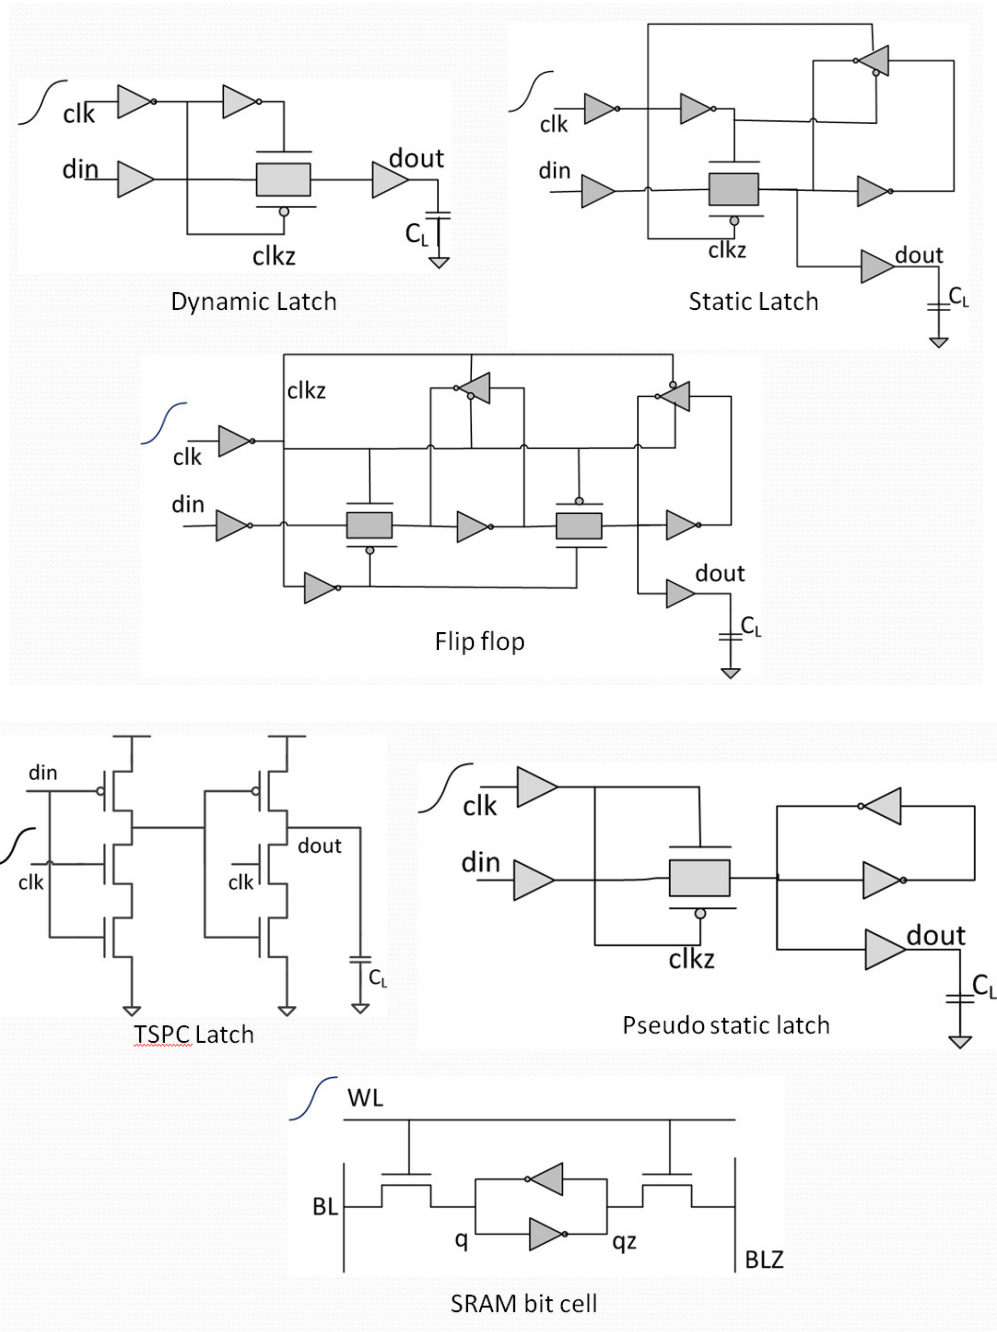 clk
din
dout
CL
clkz
Dynamic Latch
clk
din
clkz
dout
CL
Static Latch
clkz
clk
din
dout
CL
Flip flop
din
clk
clk
dout
CL
TSPC Latch
clk
din
clkz
dout
CL
Pseudo static latch
WL
BL
q
qz
BLZ
SRAM bit cell